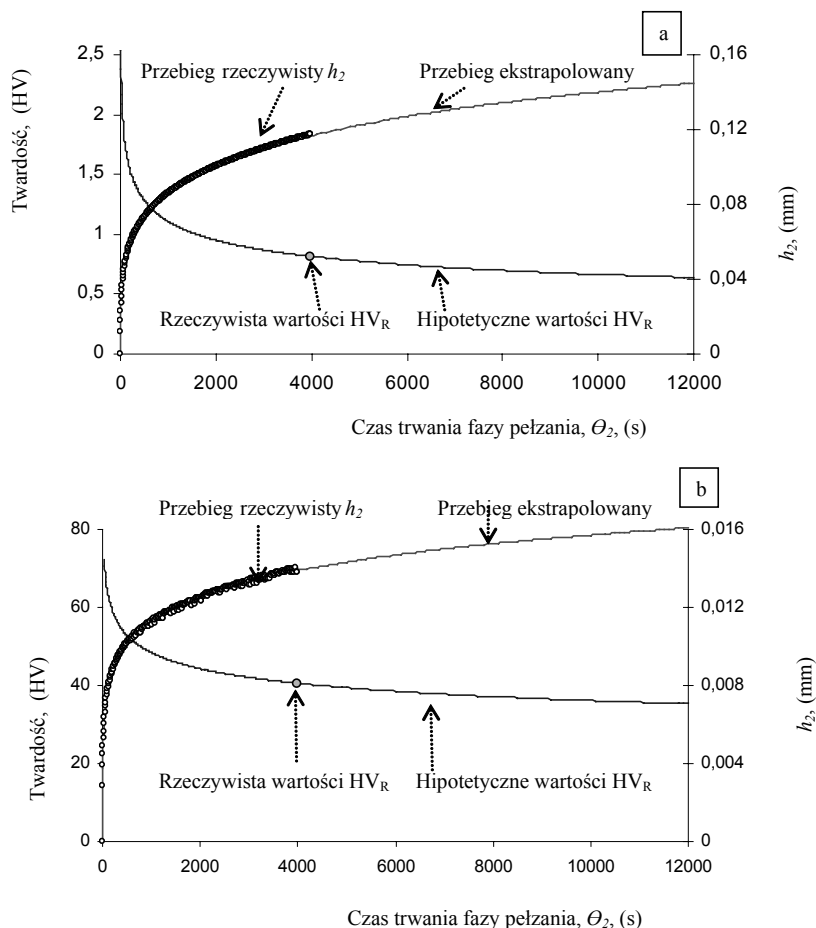 a
Przebieg rzeczywisty h2
Przebieg ekstrapolowany
2,5
2
1,5
1
0,5
0
Twardość, (HV)
0,16
0,12
0,08
0,04
0
h2, (mm)
Rzeczywista wartości HVR
Hipotetyczne wartości HVR
0 2000 4000 6000 8000 10000 12000
Czas trwania fazy pełzania, Θ2, (s)
b
Przebieg rzeczywisty h2
Przebieg ekstrapolowany
80
60
40
20
0
Twardość, (HV)
0,016
0,012
0,008
0,004
0
h2, (mm)
Rzeczywista wartości HVR
Hipotetyczne wartości HVR
0 2000 4000 6000 8000 10000 12000
Czas trwania fazy pełzania, Θ2, (s)